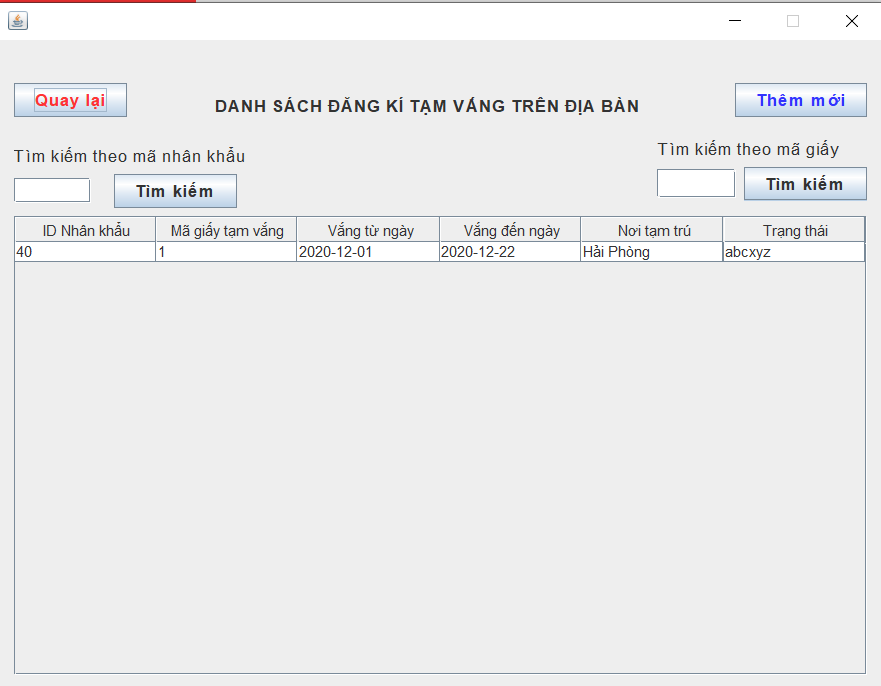 Quay lại
DANH SÁCH ĐĂNG KÍ TẠM VẮNG TRÊN ĐỊA BÀN
Thêm mới
Tìm kiếm theo mã nhân khẩu
Tìm kiếm theo mã giấy
Tìm kiếm
Tìm kiếm
ID Nhân khẩu Mã giấy tạm vắng Vắng từ ngày Vắng đến ngày Nơi tạm trú Trạng thái
40 1 2020-12-01 2020-12-22 Hải Phòng abcxyz